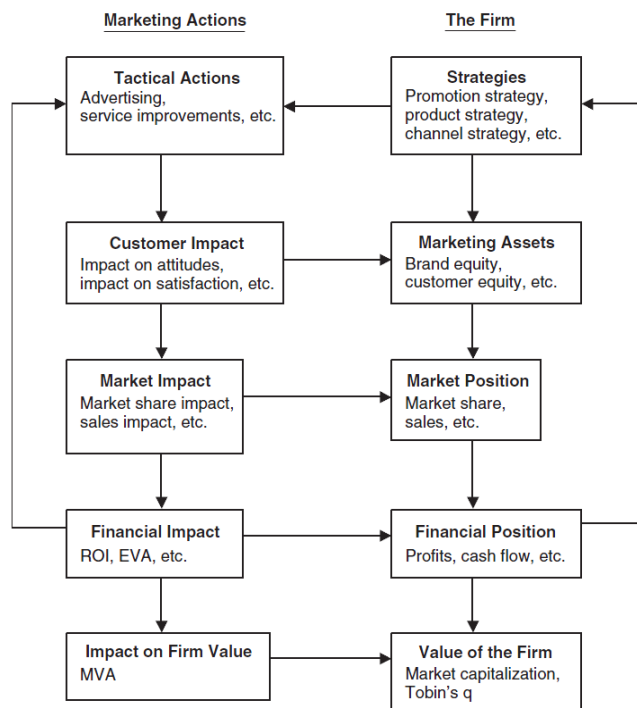 Marketing Actions
The Firm
Tactical Actions
Advertising,
service improvements, etc.
Strategies
Promotion strategy,
product strategy,
channel strategy, etc.
Customer Impact
Impact on attitudes,
impact on satisfaction, etc.
Marketing Assets
Brand equity,
customer equity, etc.
Market Impact
Market share impact,
sales impact, etc.
Market Position
Market share,
sales, etc.
Financial Impact
ROI, EVA, etc.
Financial Position
Profits, cash flow, etc.
Impact on Firm Value
MVA
Value of the Firm
Market capitalization,
Tobin's q